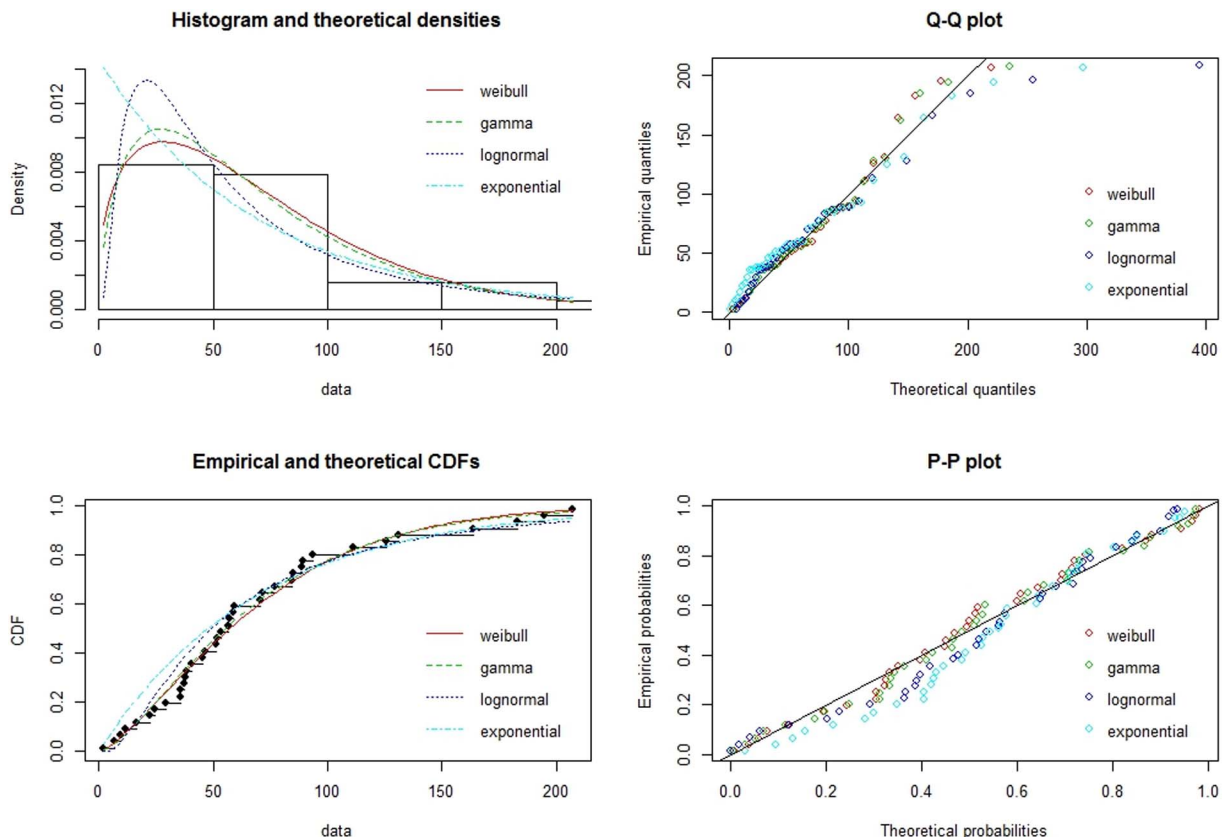 Histogram and theoretical densities
Density
0.000
0.004
0.008
0.012
weibull
gamma
lognormal
exponential
0 50 100 150 200
data
Q-Q plot
Empirical quantiles
0
50
100
150
200
weibull
gamma
lognormal
exponential
0 100 200 300 400
Theoretical quantiles
Empirical and theoretical CDFs
CDF
0.0
0.2
0.4
0.6
0.8
1.0
weibull
gamma
lognormal
exponential
0 50 100 150 200
data
P-P plot
Empirical probabilities
0.0
0.2
0.4
0.6
0.8
1.0
weibull
gamma
lognormal
exponential
0.0 0.2 0.4 0.6 0.8 1.0
Theoretical probabilities